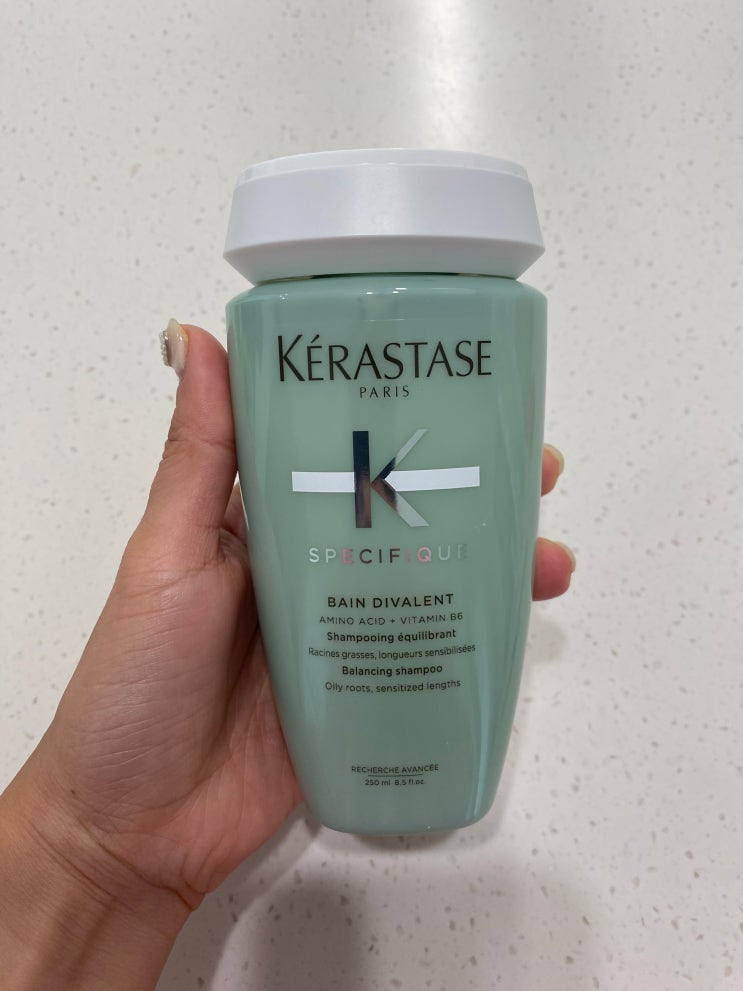 KÉRASTASE
PARIS
K
SPECIFIQUE
BAIN DIVALENT
AMINO ACID + VITAMIN B6
Shampooing équilibrant
Racines grasses, longueurs sensibilisées
Balancing shampoo
Oily roots, sensitized lengths
RECHERCHE AVANCÉE
250 ml 8.5 fl.oz.